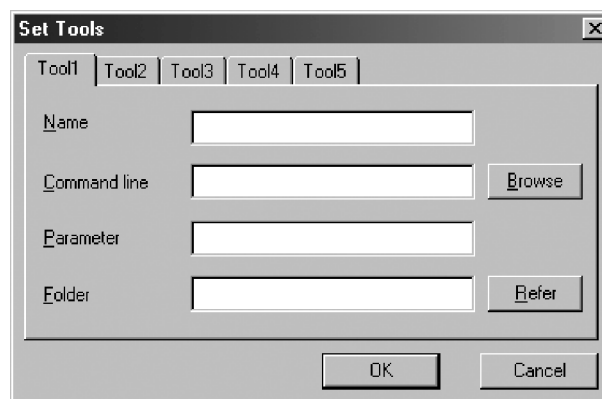 Set Tools
Tool1 Tool2 Tool3 Tool4 Tool5
Name
Command line Browse
Parameter
Folder Refer
OK Cancel